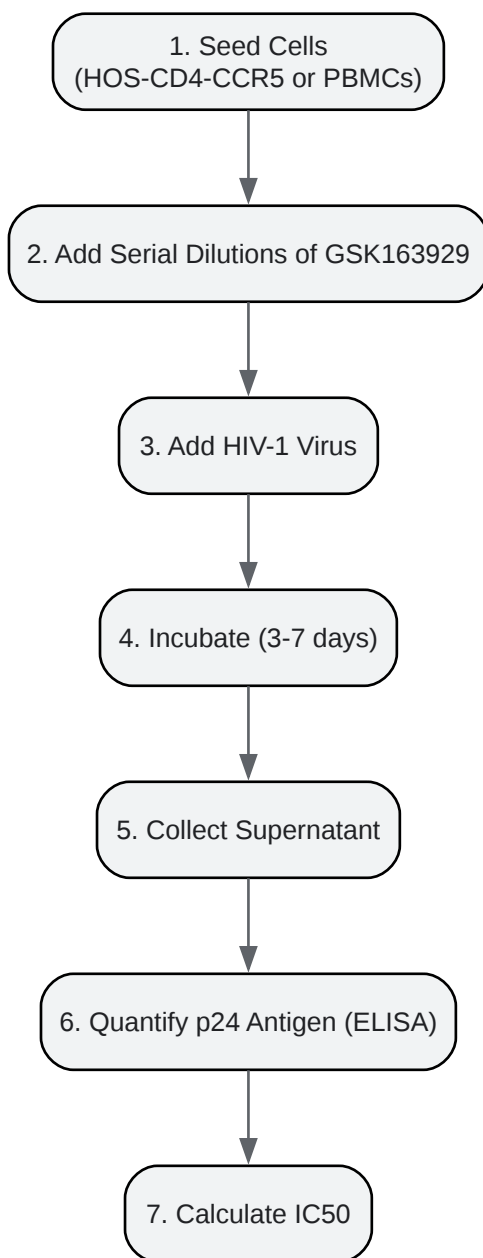 1. Seed Cells
(HOS-CD4-CCR5 or PBMCs)
2. Add Serial Dilutions of GSK163929
3. Add HIV-1 Virus
4. Incubate (3-7 days)
5. Collect Supernatant
6. Quantify p24 Antigen (ELISA)
7. Calculate IC50